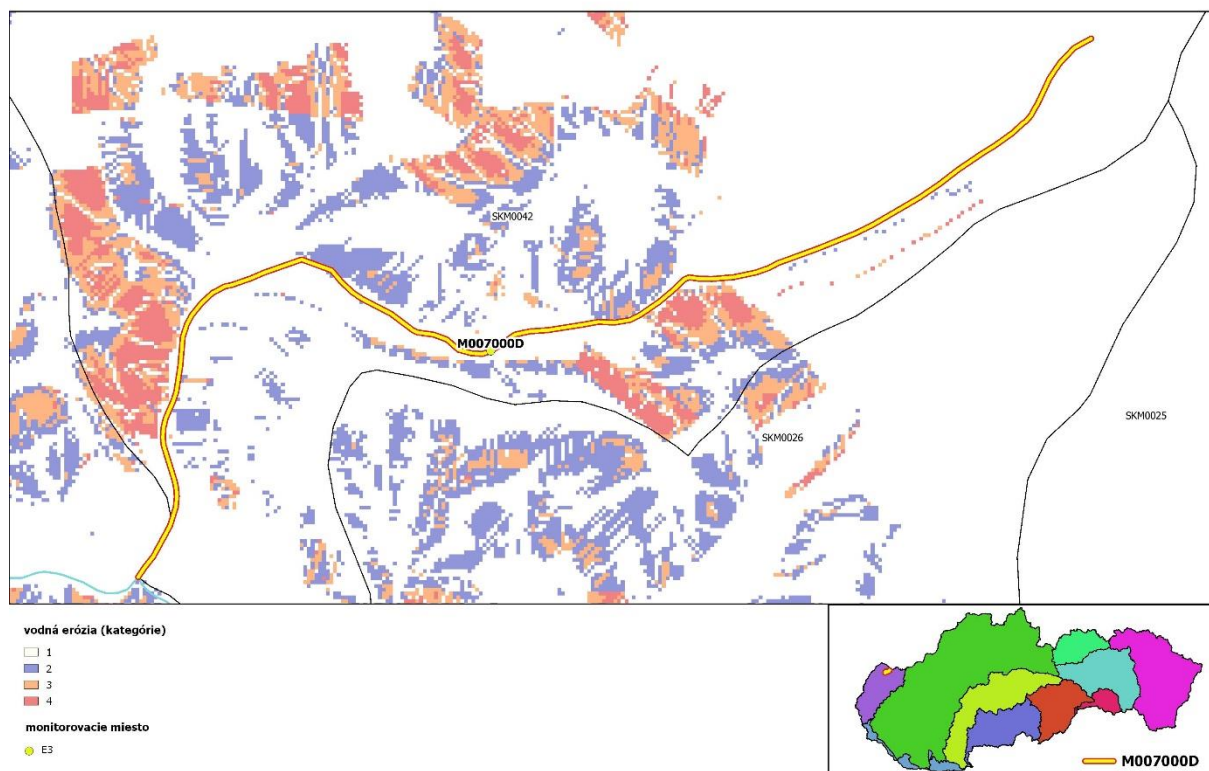 SKM0042
M007000D
SKM0025
SKM0026
vodná erózia (kategórie)
1
2
3
4
monitorovacie miesto
E3
M007000D